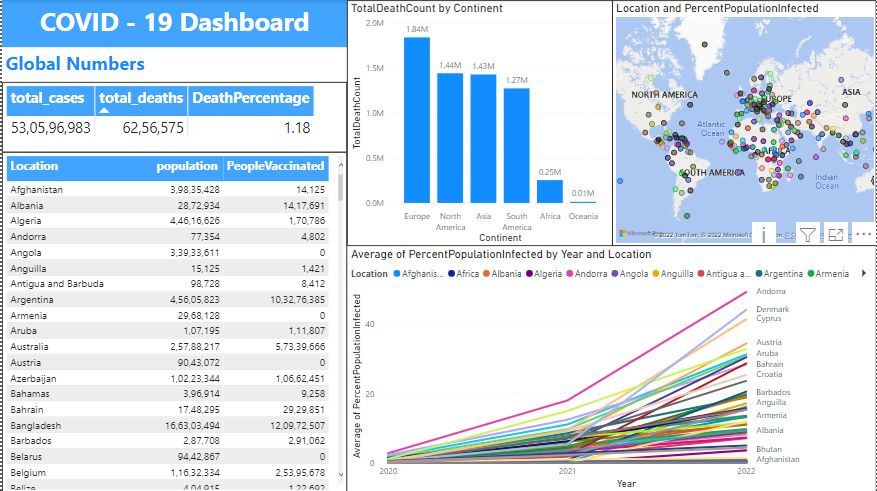 COVID - 19 Dashboard
Global Numbers
total_cases total_deaths DeathPercentage
53,05,96,983 62,56,575 1.18
Location population PeopleVaccinated
Afghanistan 3,98,35,428 14,125
Albania 28,72,934 14,17,691
Algeria 4,46,16,626 1,70,786
Andorra 77,354 4,802
Angola 3,39,33,611 0
Anguilla 15,125 1,421
Antigua and Barbuda 98,728 8,412
Argentina 4,56,05,823 10,32,76,385
Armenia 29,68,128 0
Aruba 1,07,195 1,11,807
Australia 2,57,88,217 5,73,39,666
Austria 90,43,072 0
Azerbaijan 1,02,23,344 1,06,62,451
Bahamas 3,96,914 9,258
Bahrain 17,48,295 29,29,851
Bangladesh 16,63,03,494 12,09,72,507
Barbados 2,87,708 2,91,062
Belarus 94,42,867 0
Belgium 1,16,32,334 2,53,95,678
Belize 4,04,915 1,22,692
TotalDeathCount by Continent
TotalDeathCount
2.0M
1.5M
1.0M
0.5M
0.0M
1.84M
1.44M
1.43M
1.27M
0.25M
0.01M
Europe North America Asia South America Africa Oceania
Continent
Location and PercentPopulationInfected
NORTH AMERICA
EUROPE
ASIA
Atlantic
Ocean
AFRICA
SOUTH AMERICA
Indian
Ocean
© 2022 TomTom, © 2022 Microsoft
Average of PercentPopulationInfected by Year and Location
Location Afghanis... Africa Albania Algeria Andorra Angola Anguilla Antigua a... Argentina Armenia
Average of PercentPopulationInfected
40
20
0
2020 2021 2022
Year
Andorra
Denmark
Cyprus
Austria
Aruba
Bahrain
Croatia
Barbados
Anguilla
Armenia
Albania
Bhutan
Afghanistan